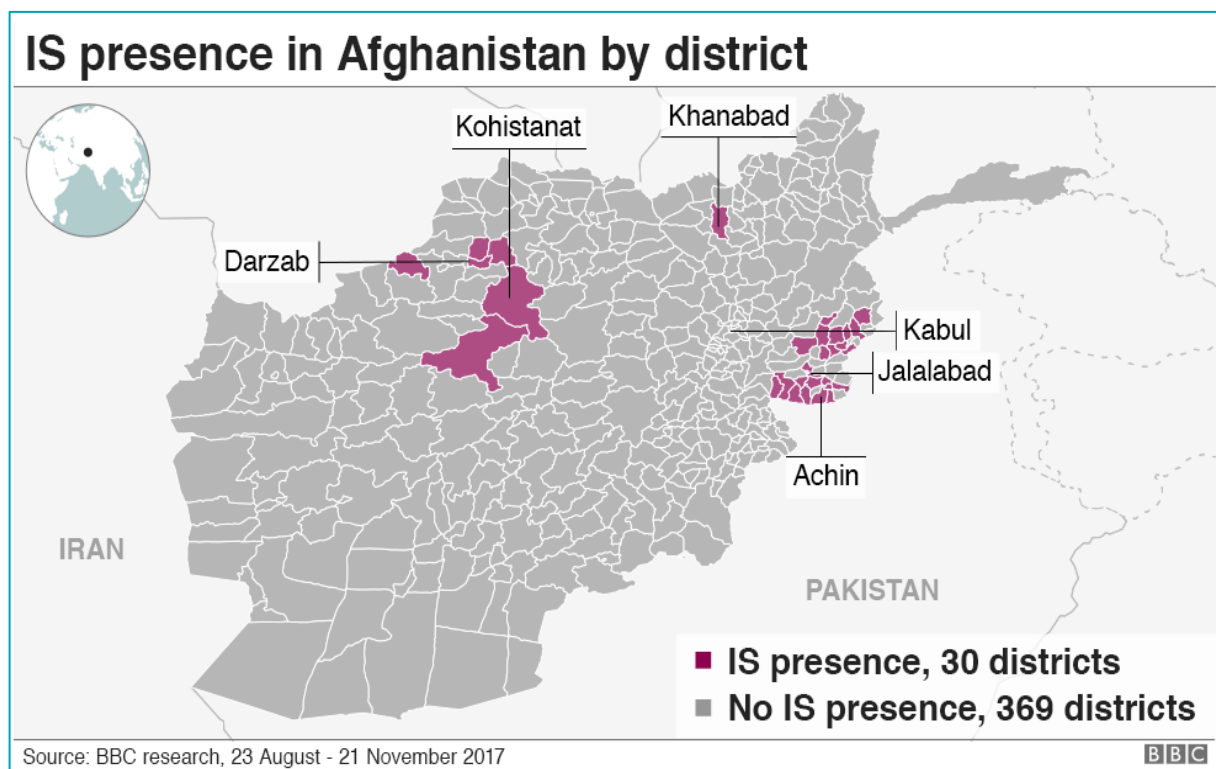 IS presence in Afghanistan by district
Kohistanat
Khanabad
Darzab
Kabul
Jalalabad
Achin
IRAN
PAKISTAN
IS presence, 30 districts
No IS presence, 369 districts
Source: BBC research, 23 August - 21 November 2017
BBC